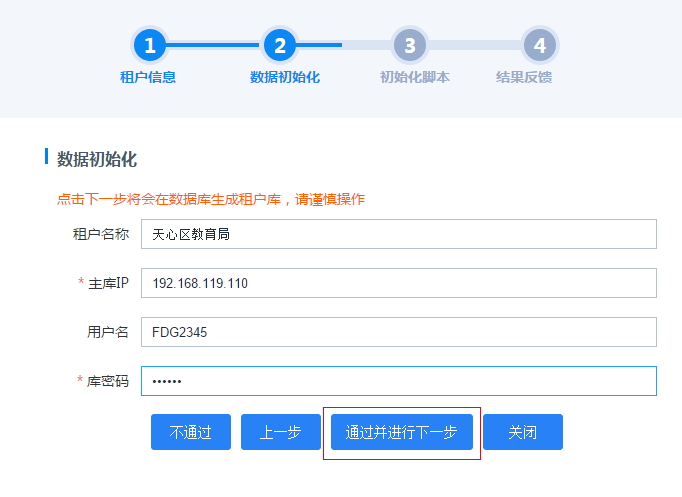 1 2 3 4
租户信息 数据初始化 初始化脚本 结果反馈
数据初始化
点击下一步将会在数据库生成租户库，请谨慎操作
租户名称 天心区教育局
* 主库IP 192.168.119.110
用户名 FDG2345
* 库密码 ••••••
不通过 上一步 通过并进行下一步 关闭